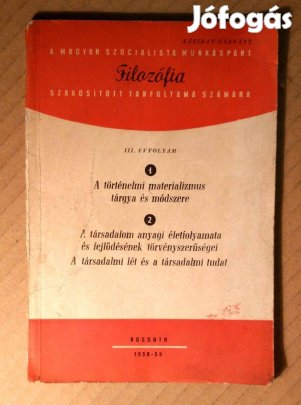 Jófogás
KÉZIRAT GYANÁNT
A MAGYAR SZOCIALISTA MUNKÁSPÁRT
Filozófia
SZAKOSÍTOTT TANFOLYAMA SZÁMÁRA
III. ÉVFOLYAM
1
A történelmi materializmus
tárgya és módszere
2
A társadalom anyagi életfolyamata
és fejlődésének törvényszerűségei
A társadalmi lét és a társadalmi tudat
KOSSUTH
1958-59